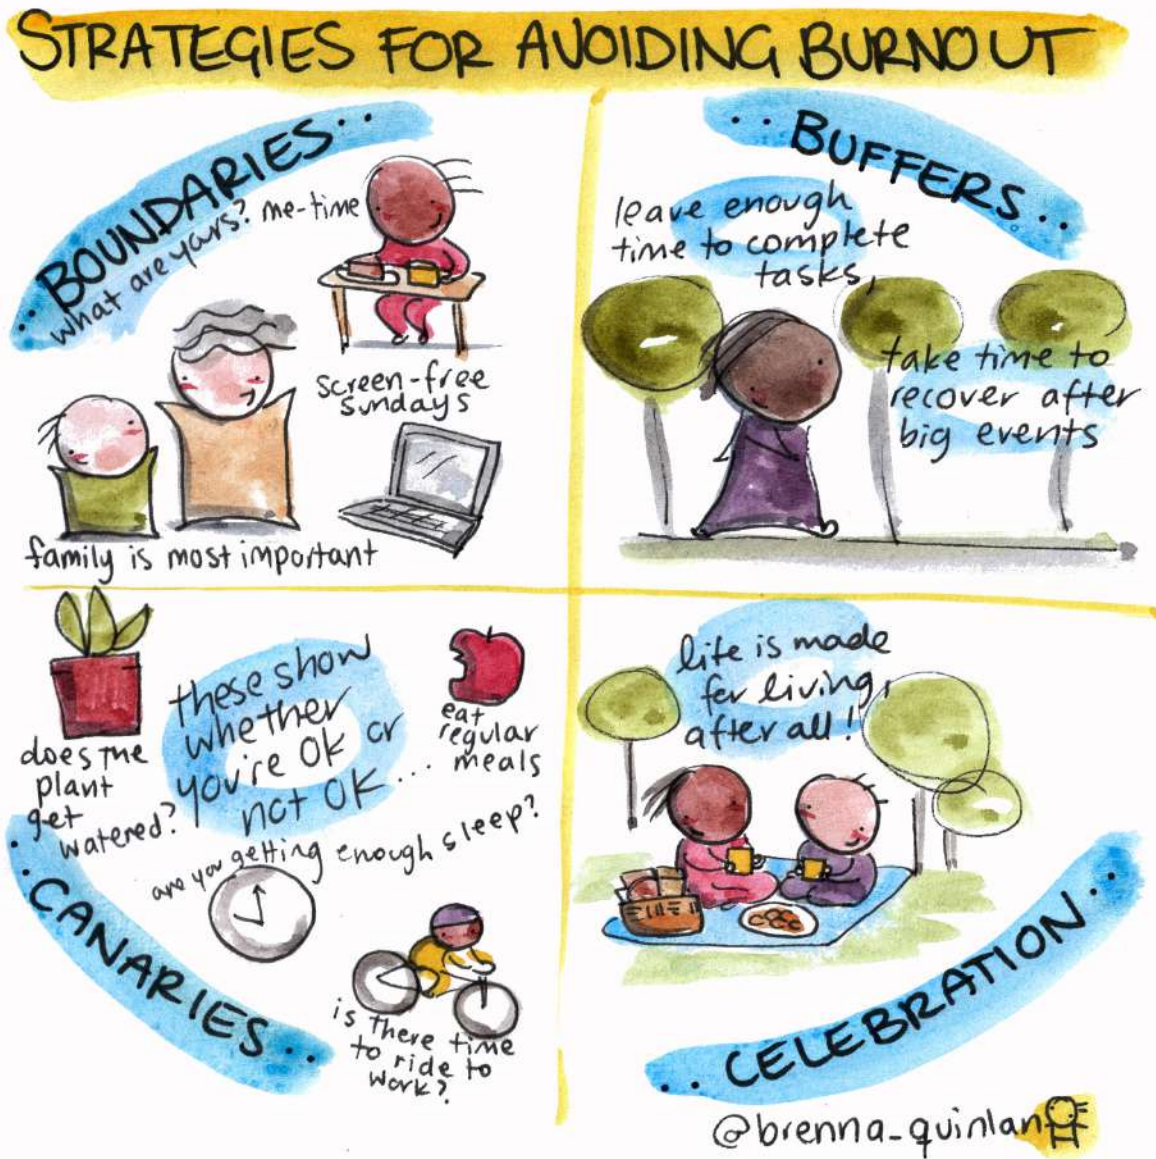 STRATEGIES FOR AVOIDING BURNOUT
..BOUNDARIES..
what are yours?
me-time
screen-free
sundays
family is most important
..BUFFERS..
leave enough
time to complete
tasks,
take time to
recover after
big events
these show
whether
you're OK or
not OK...
does the
plant
get
watered?
eat
regular
meals
are you getting enough sleep?
is there time
to ride to
work?
..CANARIES..
life is made
for living,
after all!
..CELEBRATION..
@brenna_quinlan